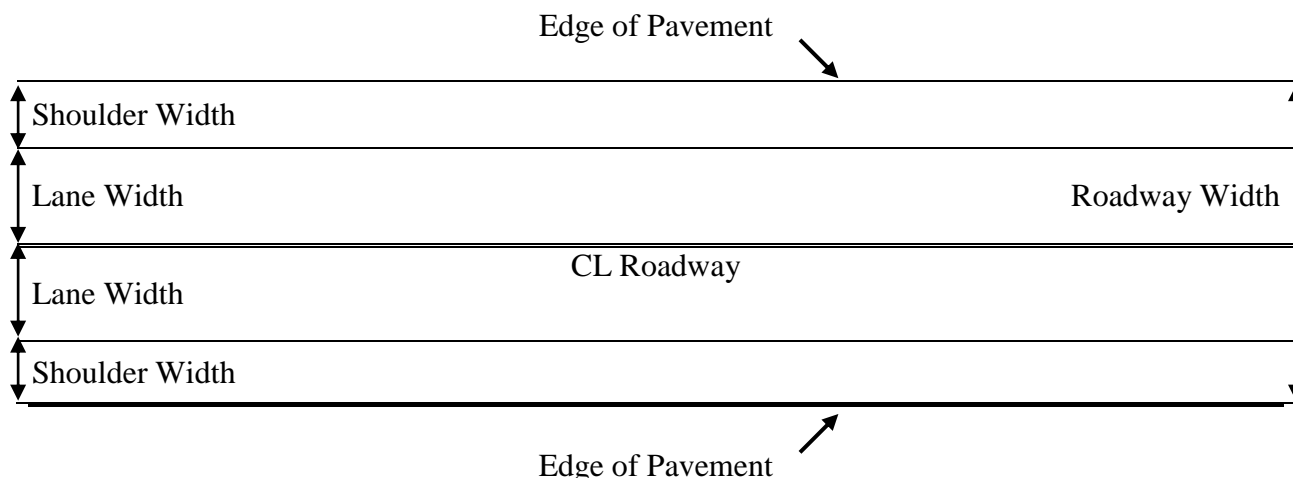 Edge of Pavement
Shoulder Width
Lane Width
Roadway Width
CL Roadway
Lane Width
Shoulder Width
Edge of Pavement